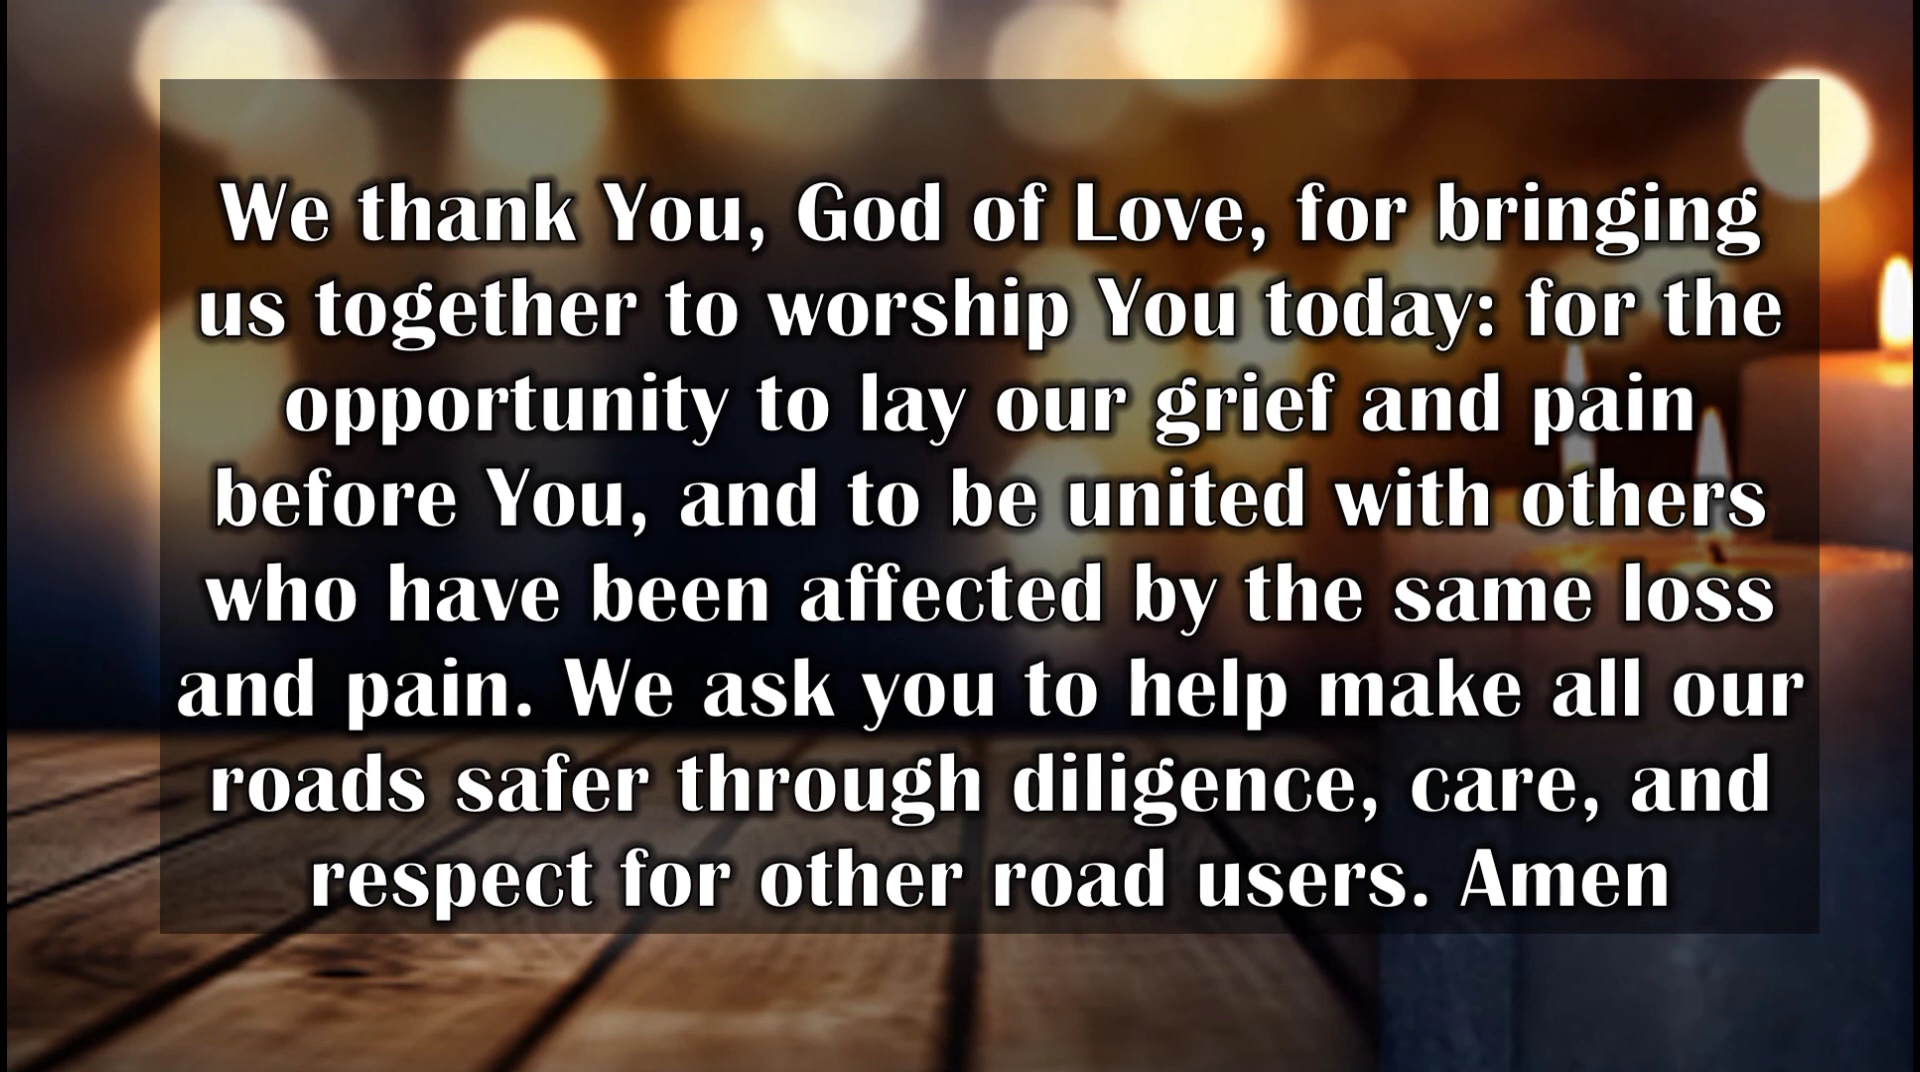 We thank You, God of Love, for bringing
us together to worship You today: for the
opportunity to lay our grief and pain
before You, and to be united with others
who have been affected by the same loss
and pain. We ask you to help make all our
roads safer through diligence, care, and
respect for other road users. Amen